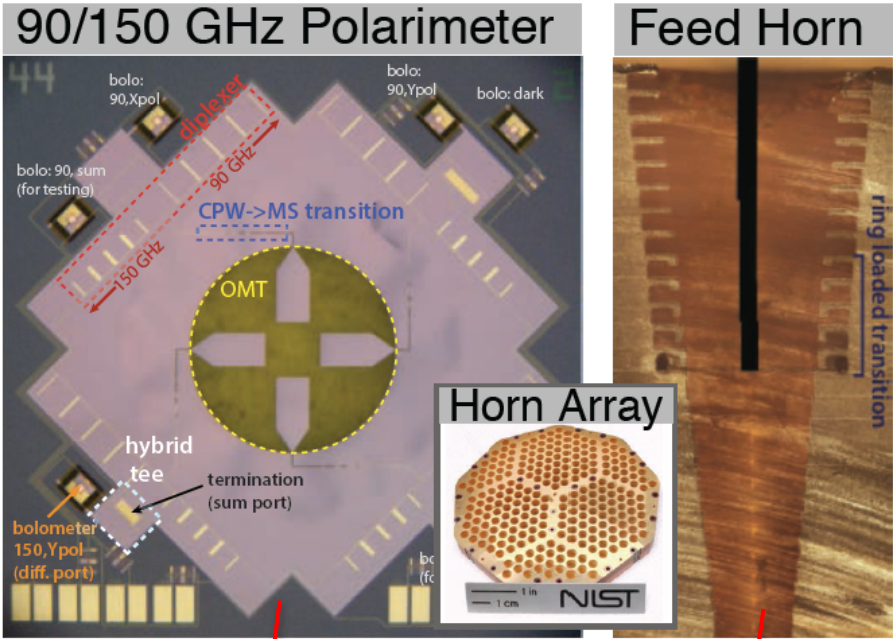 90/150 GHz Polarimeter
Feed Horn
44
bolo:
90,Xpol
bolo:
90,Ypol
bolo: dark
diplexer
90 GHz
bolo: 90, sum
(for testing)
CPW->MS transition
150 GHz
OMT
ring loaded transition
Horn Array
hybrid
tee
termination
(sum port)
bolometer
150,Ypol
(diff. port)
bo
(fo
1 in
1 cm
NIST